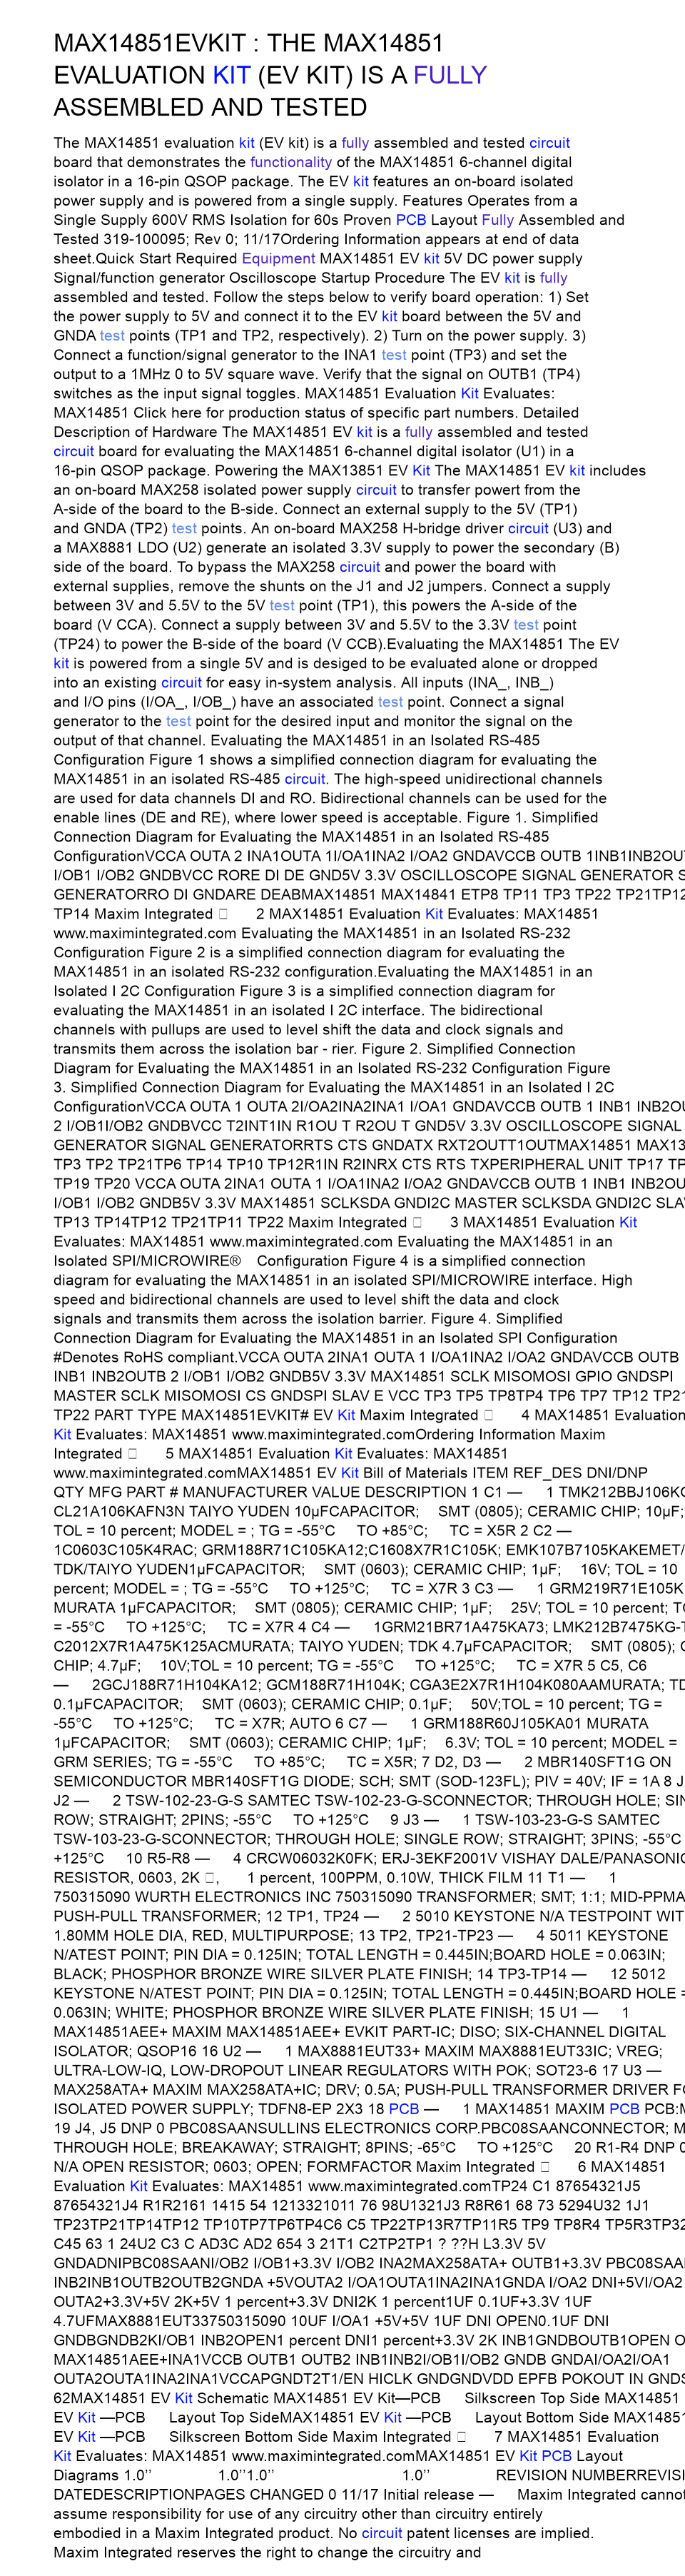 MAX14851EVKIT : THE MAX14851
EVALUATION KIT (EV KIT) IS A FULLY
ASSEMBLED AND TESTED
The MAX14851 evaluation kit (EV kit) is a fully assembled and tested circuit
board that demonstrates the functionality of the MAX14851 6-channel digital
isolator in a 16-pin QSOP package. The EV kit features an on-board isolated
power supply and is powered from a single supply. Features Operates from a
Single Supply 600V RMS Isolation for 60s Proven PCB Layout Fully Assembled and
Tested 319-100095; Rev 0; 11/17Ordering Information appears at end of data
sheet.Quick Start Required Equipment MAX14851 EV kit 5V DC power supply
Signal/function generator Oscilloscope Startup Procedure The EV kit is fully
assembled and tested. Follow the steps below to verify board operation: 1) Set
the power supply to 5V and connect it to the EV kit board between the 5V and
GNDA test points (TP1 and TP2, respectively). 2) Turn on the power supply. 3)
Connect a function/signal generator to the INA1 test point (TP3) and set the
output to a 1MHz 0 to 5V square wave. Verify that the signal on OUTB1 (TP4)
switches as the input signal toggles. MAX14851 Evaluation Kit Evaluates:
MAX14851 Click here for production status of specific part numbers. Detailed
Description of Hardware The MAX14851 EV kit is a fully assembled and tested
circuit board for evaluating the MAX14851 6-channel digital isolator (U1) in a
16-pin QSOP package. Powering the MAX13851 EV Kit The MAX14851 EV kit includes
an on-board MAX258 isolated power supply circuit to transfer powert from the
A-side of the board to the B-side. Connect an external supply to the 5V (TP1)
and GNDA (TP2) test points. An on-board MAX258 H-bridge driver circuit (U3) and
a MAX8881 LDO (U2) generate an isolated 3.3V supply to power the secondary (B)
side of the board. To bypass the MAX258 circuit and power the board with
external supplies, remove the shunts on the J1 and J2 jumpers. Connect a supply
between 3V and 5.5V to the 5V test point (TP1), this powers the A-side of the
board (V CCA). Connect a supply between 3V and 5.5V to the 3.3V test point
(TP24) to power the B-side of the board (V CCB).Evaluating the MAX14851 The EV
kit is powered from a single 5V and is desiged to be evaluated alone or dropped
into an existing circuit for easy in-system analysis. All inputs (INA_, INB_)
and I/O pins (I/OA_, I/OB_) have an associated test point. Connect a signal
generator to the test point for the desired input and monitor the signal on the
output of that channel. Evaluating the MAX14851 in an Isolated RS-485
Configuration Figure 1 shows a simplified connection diagram for evaluating the
MAX14851 in an isolated RS-485 circuit. The high-speed unidirectional channels
are used for data channels DI and RO. Bidirectional channels can be used for the
enable lines (DE and RE), where lower speed is acceptable. Figure 1. Simplified
Connection Diagram for Evaluating the MAX14851 in an Isolated RS-485
ConfigurationVCCA OUTA 2 INA1OUTA 1I/OA1INA2 I/OA2 GNDAVCCB OUTB 1INB1INB2OUT
I/OB1 I/OB2 GNDBVCC RORE DI DE GND5V 3.3V OSCILLOSCOPE SIGNAL GENERATOR S
GENERATORRO DI GNDARE DEABMAX14851 MAX14841 ETP8 TP11 TP3 TP22 TP21TP12
TP14 Maxim Integrated 2 MAX14851 Evaluation Kit Evaluates: MAX14851
www.maximintegrated.com Evaluating the MAX14851 in an Isolated RS-232
Configuration Figure 2 is a simplified connection diagram for evaluating the
MAX14851 in an isolated RS-232 configuration.Evaluating the MAX14851 in an
Isolated I 2C Configuration Figure 3 is a simplified connection diagram for
evaluating the MAX14851 in an isolated I 2C interface. The bidirectional
channels with pullups are used to level shift the data and clock signals and
transmits them across the isolation bar - rier. Figure 2. Simplified Connection
Diagram for Evaluating the MAX14851 in an Isolated RS-232 Configuration Figure
3. Simplified Connection Diagram for Evaluating the MAX14851 in an Isolated I 2C
ConfigurationVCCA OUTA 1 OUTA 2I/OA2INA2INA1 I/OA1 GNDAVCCB OUTB 1 INB1 INB2OU
2 I/OB1I/OB2 GNDBVCC T2INT1IN R1OU T R2OU T GND5V 3.3V OSCILLOSCOPE SIGNAL
GENERATOR SIGNAL GENERATORRTS CTS GNDATX RXT2OUTT1OUTMAX14851 MAX13
TP3 TP2 TP21TP6 TP14 TP10 TP12R1IN R2INRX CTS RTS TXPERIPHERAL UNIT TP17 TP
TP19 TP20 VCCA OUTA 2INA1 OUTA 1 I/OA1INA2 I/OA2 GNDAVCCB OUTB 1 INB1 INB2OU
I/OB1 I/OB2 GNDB5V 3.3V MAX14851 SCLKSDA GNDI2C MASTER SCLKSDA GNDI2C SLA
TP13 TP14TP12 TP21TP11 TP22 Maxim Integrated 3 MAX14851 Evaluation Kit
Evaluates: MAX14851 www.maximintegrated.com Evaluating the MAX14851 in an
Isolated SPI/MICROWIRE® Configuration Figure 4 is a simplified connection
diagram for evaluating the MAX14851 in an isolated SPI/MICROWIRE interface. High
speed and bidirectional channels are used to level shift the data and clock
signals and transmits them across the isolation barrier. Figure 4. Simplified
Connection Diagram for Evaluating the MAX14851 in an Isolated SPI Configuration
#Denotes RoHS compliant.VCCA OUTA 2INA1 OUTA 1 I/OA1INA2 I/OA2 GNDAVCCB OUTB
INB1 INB2OUTB 2 I/OB1 I/OB2 GNDB5V 3.3V MAX14851 SCLK MISOMOSI GPIO GNDSPI
MASTER SCLK MISOMOSI CS GNDSPI SLAV E VCC TP3 TP5 TP8TP4 TP6 TP7 TP12 TP21
TP22 PART TYPE MAX14851EVKIT# EV Kit Maxim Integrated 4 MAX14851 Evaluation
Kit Evaluates: MAX14851 www.maximintegrated.comOrdering Information Maxim
Integrated 5 MAX14851 Evaluation Kit Evaluates: MAX14851
www.maximintegrated.comMAX14851 EV Kit Bill of Materials ITEM REF_DES DNI/DNP
QTY MFG PART # MANUFACTURER VALUE DESCRIPTION 1 C1 — 1 TMK212BBJ106KG
CL21A106KAFN3N TAIYO YUDEN 10µFCAPACITOR; SMT (0805); CERAMIC CHIP; 10µF;
TOL = 10 percent; MODEL = ; TG = -55°C TO +85°C; TC = X5R 2 C2 —
1C0603C105K4RAC; GRM188R71C105KA12;C1608X7R1C105K; EMK107B7105KAKEMET/
TDK/TAIYO YUDEN1µFCAPACITOR; SMT (0603); CERAMIC CHIP; 1µF; 16V; TOL = 10
percent; MODEL = ; TG = -55°C TO +125°C; TC = X7R 3 C3 — 1 GRM219R71E105K
MURATA 1µFCAPACITOR; SMT (0805); CERAMIC CHIP; 1µF; 25V; TOL = 10 percent; TG
= -55°C TO +125°C; TC = X7R 4 C4 — 1GRM21BR71A475KA73; LMK212B7475KG-T
C2012X7R1A475K125ACMURATA; TAIYO YUDEN; TDK 4.7µFCAPACITOR; SMT (0805); C
CHIP; 4.7µF; 10V;TOL = 10 percent; TG = -55°C TO +125°C; TC = X7R 5 C5, C6
— 2GCJ188R71H104KA12; GCM188R71H104K; CGA3E2X7R1H104K080AAMURATA; TD
0.1µFCAPACITOR; SMT (0603); CERAMIC CHIP; 0.1µF; 50V;TOL = 10 percent; TG =
-55°C TO +125°C; TC = X7R; AUTO 6 C7 — 1 GRM188R60J105KA01 MURATA
1µFCAPACITOR; SMT (0603); CERAMIC CHIP; 1µF; 6.3V; TOL = 10 percent; MODEL =
GRM SERIES; TG = -55°C TO +85°C; TC = X5R; 7 D2, D3 — 2 MBR140SFT1G ON
SEMICONDUCTOR MBR140SFT1G DIODE; SCH; SMT (SOD-123FL); PIV = 40V; IF = 1A 8 J
J2 — 2 TSW-102-23-G-S SAMTEC TSW-102-23-G-SCONNECTOR; THROUGH HOLE; SIN
ROW; STRAIGHT; 2PINS; -55°C TO +125°C 9 J3 — 1 TSW-103-23-G-S SAMTEC
TSW-103-23-G-SCONNECTOR; THROUGH HOLE; SINGLE ROW; STRAIGHT; 3PINS; -55°C
+125°C 10 R5-R8 — 4 CRCW06032K0FK; ERJ-3EKF2001V VISHAY DALE/PANASONIC
RESISTOR, 0603, 2K , 1 percent, 100PPM, 0.10W, THICK FILM 11 T1 — 1
750315090 WURTH ELECTRONICS INC 750315090 TRANSFORMER; SMT; 1:1; MID-PPMA
PUSH-PULL TRANSFORMER; 12 TP1, TP24 — 2 5010 KEYSTONE N/A TESTPOINT WIT
1.80MM HOLE DIA, RED, MULTIPURPOSE; 13 TP2, TP21-TP23 — 4 5011 KEYSTONE
N/ATEST POINT; PIN DIA = 0.125IN; TOTAL LENGTH = 0.445IN;BOARD HOLE = 0.063IN;
BLACK; PHOSPHOR BRONZE WIRE SILVER PLATE FINISH; 14 TP3-TP14 — 12 5012
KEYSTONE N/ATEST POINT; PIN DIA = 0.125IN; TOTAL LENGTH = 0.445IN;BOARD HOLE =
0.063IN; WHITE; PHOSPHOR BRONZE WIRE SILVER PLATE FINISH; 15 U1 — 1
MAX14851AEE+ MAXIM MAX14851AEE+ EVKIT PART-IC; DISO; SIX-CHANNEL DIGITAL
ISOLATOR; QSOP16 16 U2 — 1 MAX8881EUT33+ MAXIM MAX8881EUT33IC; VREG;
ULTRA-LOW-IQ, LOW-DROPOUT LINEAR REGULATORS WITH POK; SOT23-6 17 U3 —
MAX258ATA+ MAXIM MAX258ATA+IC; DRV; 0.5A; PUSH-PULL TRANSFORMER DRIVER FO
ISOLATED POWER SUPPLY; TDFN8-EP 2X3 18 PCB — 1 MAX14851 MAXIM PCB PCB:M
19 J4, J5 DNP 0 PBC08SAANSULLINS ELECTRONICS CORP.PBC08SAANCONNECTOR; M
THROUGH HOLE; BREAKAWAY; STRAIGHT; 8PINS; -65°C TO +125°C 20 R1-R4 DNP 0
N/A OPEN RESISTOR; 0603; OPEN; FORMFACTOR Maxim Integrated 6 MAX14851
Evaluation Kit Evaluates: MAX14851 www.maximintegrated.comTP24 C1 87654321J5
87654321J4 R1R2161 1415 54 1213321011 76 98U1321J3 R8R61 68 73 5294U32 1J1
TP23TP21TP14TP12 TP10TP7TP6TP4C6 C5 TP22TP13R7TP11R5 TP9 TP8R4 TP5R3TP32
C45 63 1 24U2 C3 C AD3C AD2 654 3 21T1 C2TP2TP1 ? ??H L3.3V 5V
GNDADNIPBC08SAANI/OB2 I/OB1+3.3V I/OB2 INA2MAX258ATA+ OUTB1+3.3V PBC08SAA
INB2INB1OUTB2OUTB2GNDA +5VOUTA2 I/OA1OUTA1INA2INA1GNDA I/OA2 DNI+5VI/OA2
OUTA2+3.3V+5V 2K+5V 1 percent+3.3V DNI2K 1 percent1UF 0.1UF+3.3V 1UF
4.7UFMAX8881EUT33750315090 10UF I/OA1 +5V+5V 1UF DNI OPEN0.1UF DNI
GNDBGNDB2KI/OB1 INB2OPEN1 percent DNI1 percent+3.3V 2K INB1GNDBOUTB1OPEN O
MAX14851AEE+INA1VCCB OUTB1 OUTB2 INB1INB2I/OB1I/OB2 GNDB GNDAI/OA2I/OA1
OUTA2OUTA1INA2INA1VCCAPGNDT2T1/EN HICLK GNDGNDVDD EPFB POKOUT IN GNDS
62MAX14851 EV Kit Schematic MAX14851 EV Kit—PCB Silkscreen Top Side MAX14851
EV Kit —PCB Layout Top SideMAX14851 EV Kit —PCB Layout Bottom Side MAX1485
EV Kit —PCB Silkscreen Bottom Side Maxim Integrated 7 MAX14851 Evaluation
Kit Evaluates: MAX14851 www.maximintegrated.comMAX14851 EV Kit PCB Layout
Diagrams 1.0’’ 1.0’’1.0’’ 1.0’’ REVISION NUMBERREVISI
DATEDESCRIPTIONPAGES CHANGED 0 11/17 Initial release — Maxim Integrated cannot
assume responsibility for use of any circuitry other than circuitry entirely
embodied in a Maxim Integrated product. No circuit patent licenses are implied.
Maxim Integrated reserves the right to change the circuitry and